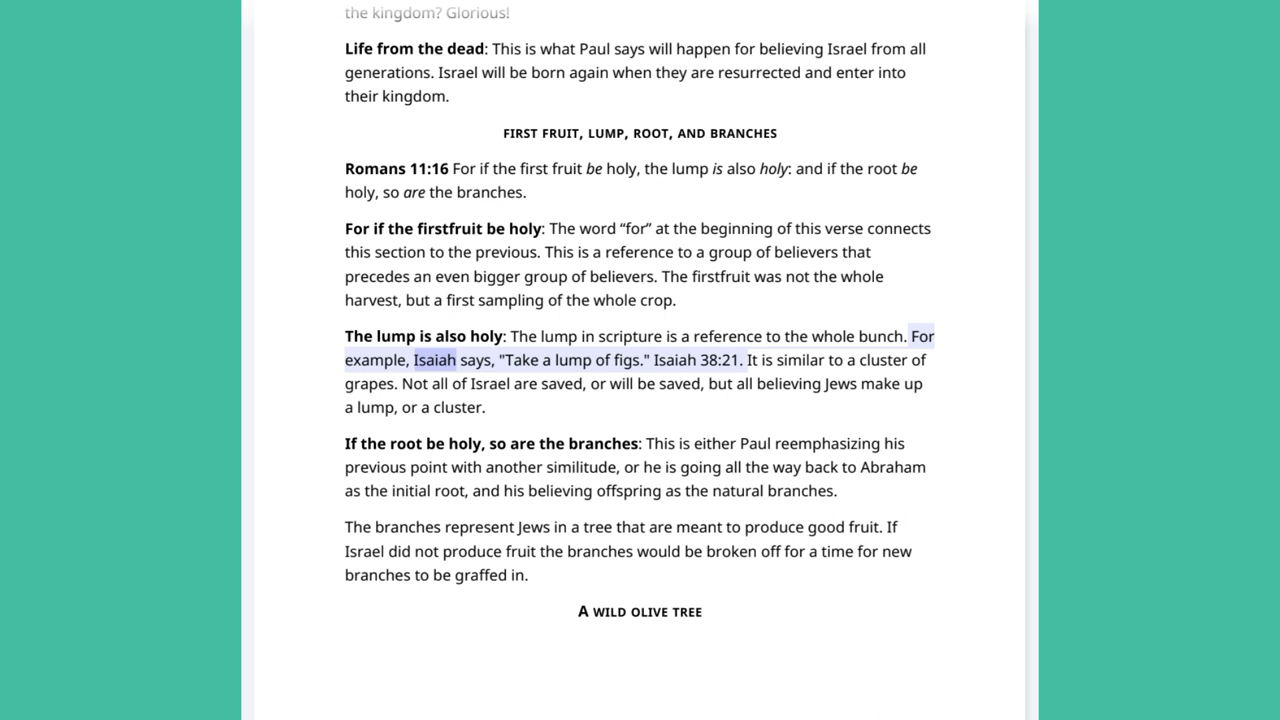 the kingdom? Glorious!
Life from the dead: This is what Paul says will happen for believing Israel from all
generations. Israel will be born again when they are resurrected and enter into
their kingdom.
FIRST FRUIT, LUMP, ROOT, AND BRANCHES
Romans 11:16 For if the first fruit be holy, the lump is also holy: and if the root be
holy, so are the branches.
For if the firstfruit be holy: The word “for” at the beginning of this verse connects
this section to the previous. This is a reference to a group of believers that
precedes an even bigger group of believers. The firstfruit was not the whole
harvest, but a first sampling of the whole crop.
The lump is also holy: The lump in scripture is a reference to the whole bunch. For
example, Isaiah says, "Take a lump of figs." Isaiah 38:21. It is similar to a cluster of
grapes. Not all of Israel are saved, or will be saved, but all believing Jews make up
a lump, or a cluster.
If the root be holy, so are the branches: This is either Paul reemphasizing his
previous point with another similitude, or he is going all the way back to Abraham
as the initial root, and his believing offspring as the natural branches.
The branches represent Jews in a tree that are meant to produce good fruit. If
Israel did not produce fruit the branches would be broken off for a time for new
branches to be graffed in.
A WILD OLIVE TREE